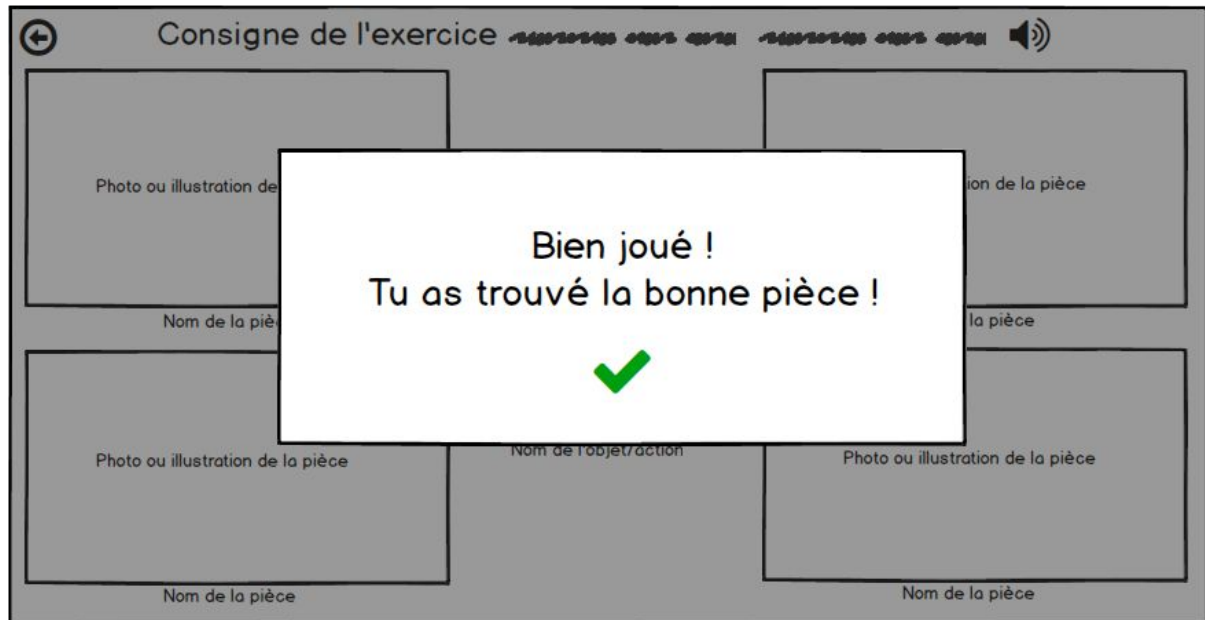 Consigne de l'exercice
Photo ou illustration de
ion de la pièce
Bien joué !
Tu as trouvé la bonne pièce !
Nom de la piè
la pièce
Nom de l'objet/action
Photo ou illustration de la pièce
Photo ou illustration de la pièce
Nom de la pièce
Nom de la pièce